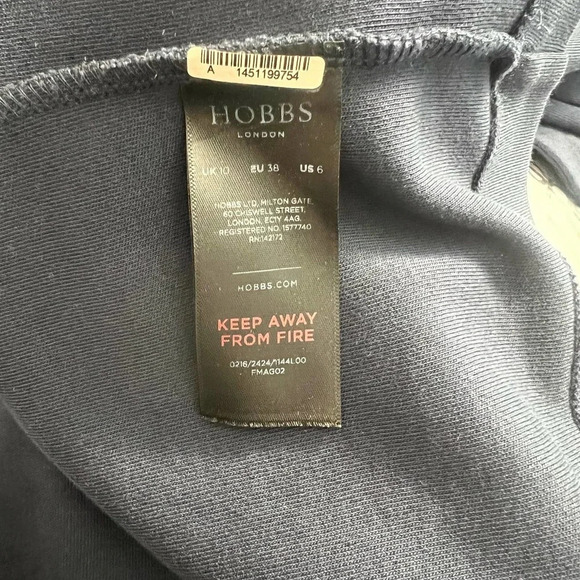 A 1451199754
HOBBS
LONDON
UK 10 EU 38 US 6
HOBBS LTD, MILTON GATE
60 CHISWELL STREET,
LONDON, EC1Y 4AG.
REGISTERED NO. 1577740
RN:142172
HOBBS.COM
KEEP AWAY
FROM FIRE
0216/2424/1144L00
FMAG02